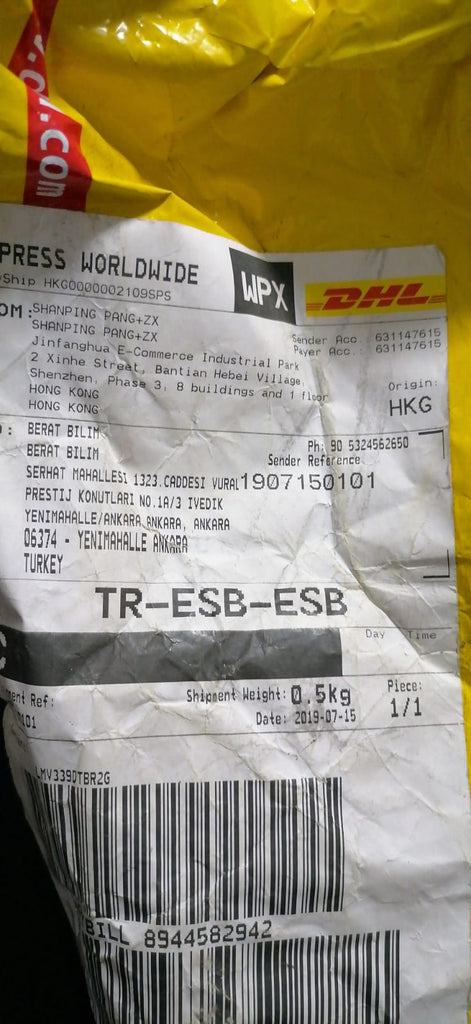 .com
PRESS WORLDWIDE
WPX
DHL
Ship HKG0000002109SPS
OM: SHANPING PANG+ZX
SHANPING PANG+ZX
Jinfanghua E-Commerce Industrial Park
2 Xinhe Street, Bantian Hebei Village,
Shenzhen, Phase 3, 8 buildings and 1 floor
HONG KONG
HONG KONG
Sender Acc.: 631147615
Payer Acc.: 631147615
Origin:
HKG
: BERAT BILIM
BERAT BILIM
SERHAT MAHALLESI 1323.CADDESI VURAL
PRESTIJ KONUTLARI NO.1A/3 IVEDIK
YENIMAHALLE/ANKARA,ANKARA, ANKARA
06374 - YENIMAHALLE ANKARA
TURKEY
Ph: 90 5324562650
Sender Reference
1907150101
TR-ESB-ESB
C
Day Time
ment Ref:
0101
Shipment Weight: 0.5kg
Date: 2019-07-15
Piece:
1/1
LMV339DTBR2G
BILL 8944582942